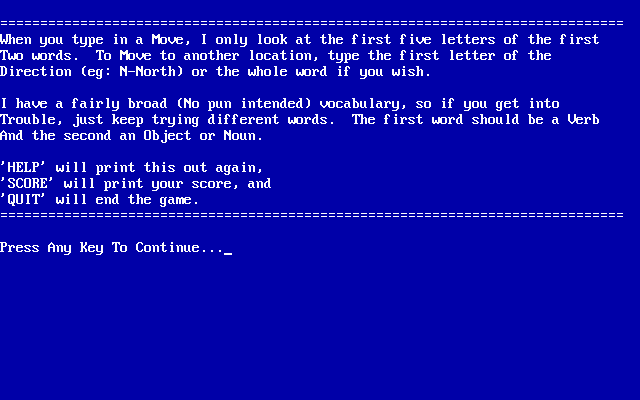 ==============================================================================
When you type in a Move, I only look at the first five letters of the first
Two words.  To Move to another location, type the first letter of the
Direction (eg: N-North) or the whole word if you wish.
I have a fairly broad (No pun intended) vocabulary, so if you get into
Trouble, just keep trying different words.  The first word should be a Verb
And the second an Object or Noun.
'HELP' will print this out again,
'SCORE' will print your score, and
'QUIT' will end the game.
==============================================================================
Press Any Key To Continue..._